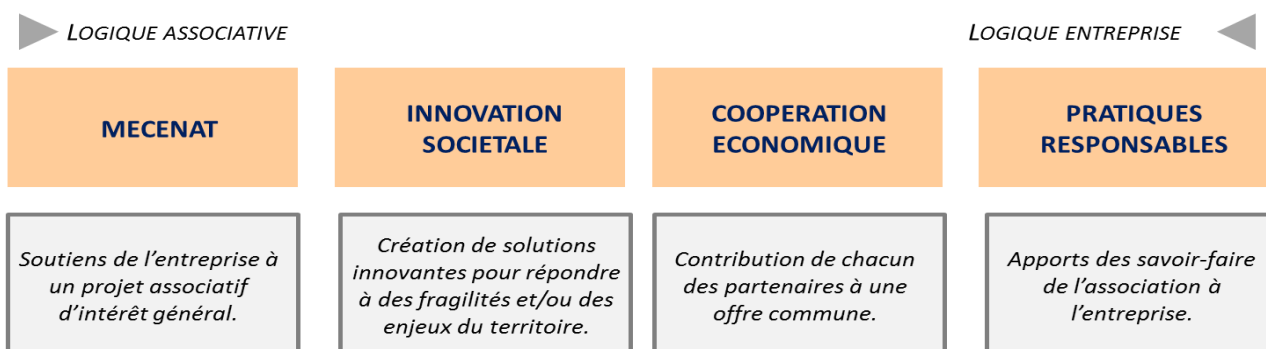 LOGIQUE ASSOCIATIVE
LOGIQUE ENTREPRISE
MECENAT
INNOVATION
SOCIETALE
COOPERATION
ECONOMIQUE
PRATIQUES
RESPONSABLES
Soutiens de l’entreprise à
un projet associatif
d’intérêt général.
Création de solutions
innovantes pour répondre
à des fragilités et/ou des
enjeux du territoire.
Contribution de chacun
des partenaires à une
offre commune.
Apports des savoir-faire
de l’association à
l’entreprise.